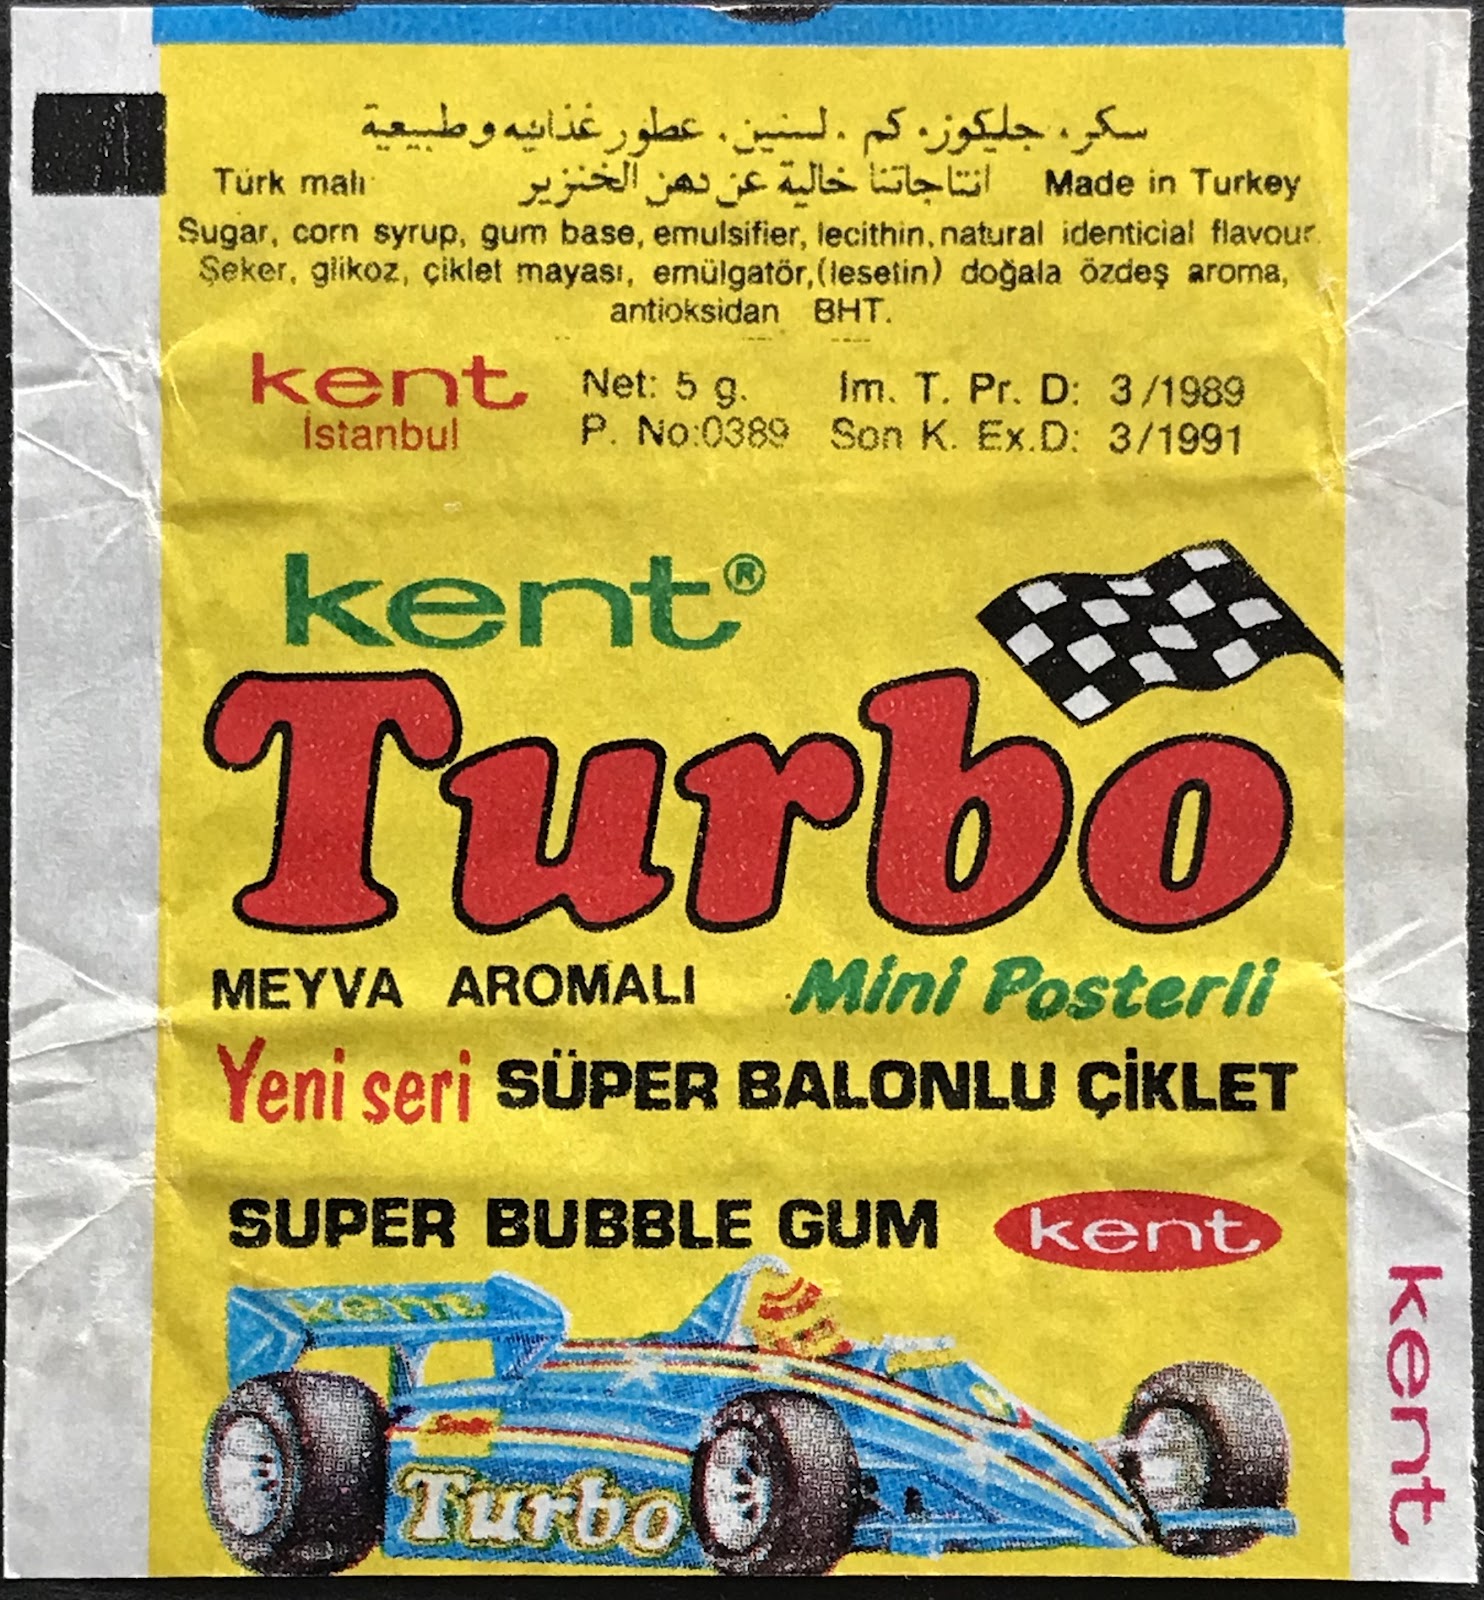 سكر، جليكوز، كم، لسنين، عطور غذائيه وطبيعية
Türk malı انتاجاتنا خالية عن دهن الخنزير Made in Turkey
Sugar, corn syrup, gum base, emulsifier, lecithin, natural identicial flavour.
Şeker, glikoz, çiklet mayası, emülgatör,(lesetin) doğala özdeş aroma,
antioksidan BHT.
kent Net: 5 g. Im. T. Pr. D: 3/1989
İstanbul P. No:0389 Son K. Ex.D: 3/1991
kent®
Turbo
MEYVA AROMALI Mini Posterli
Yeni seri SÜPER BALONLU ÇİKLET
SUPER BUBBLE GUM kent
kent
Turbo
kent